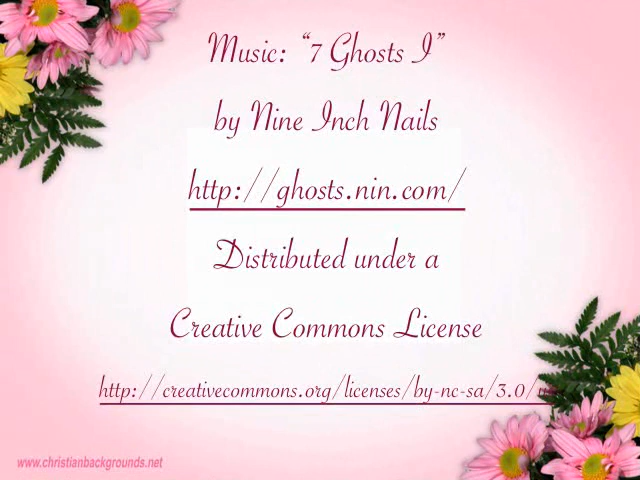 Music: “7 Ghosts I”
by Nine Inch Nails
http://ghosts.nin.com/
Distributed under a
Creative Commons License
http://creativecommons.org/licenses/by-nc-sa/3.0/
www.christianbackgrounds.net